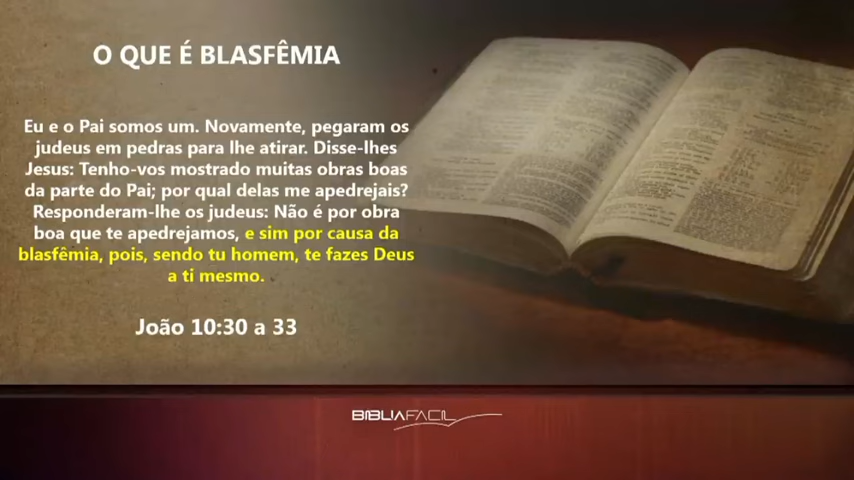 O QUE É BLASFÊMIA
Eu e o Pai somos um. Novamente, pegaram os
judeus em pedras para lhe atirar. Disse-lhes
Jesus: Tenho-vos mostrado muitas obras boas
da parte do Pai; por qual delas me apedrejais?
Responderam-lhe os judeus: Não é por obra
boa que te apedrejamos, e sim por causa da
blasfêmia, pois, sendo tu homem, te fazes Deus
a ti mesmo.
João 10:30 a 33
BÍBLIAFÁCIL